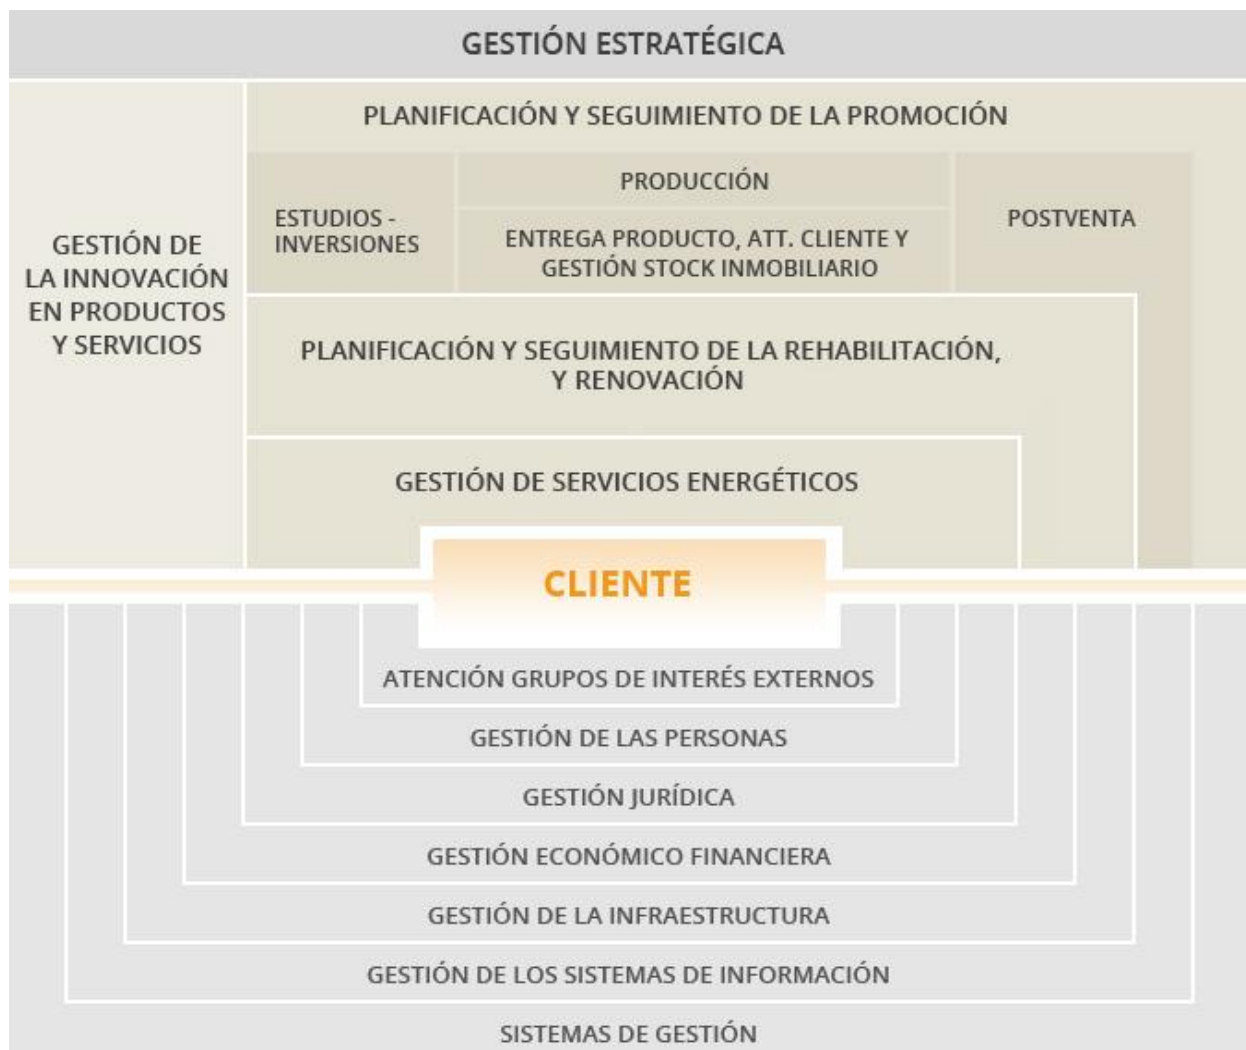 GESTIÓN ESTRATÉGICA
PLANIFICACIÓN Y SEGUIMIENTO DE LA PROMOCIÓN
GESTIÓN DE
LA INNOVACIÓN
EN PRODUCTOS
Y SERVICIOS
ESTUDIOS -
INVERSIONES
PRODUCCIÓN
ENTREGA PRODUCTO, ATT. CLIENTE Y
GESTIÓN STOCK INMOBILIARIO
POSTVENTA
PLANIFICACIÓN Y SEGUIMIENTO DE LA REHABILITACIÓN,
Y RENOVACIÓN
GESTIÓN DE SERVICIOS ENERGÉTICOS
CLIENTE
ATENCIÓN GRUPOS DE INTERÉS EXTERNOS
GESTIÓN DE LAS PERSONAS
GESTIÓN JURÍDICA
GESTIÓN ECONÓMICO FINANCIERA
GESTIÓN DE LA INFRAESTRUCTURA
GESTIÓN DE LOS SISTEMAS DE INFORMACIÓN
SISTEMAS DE GESTIÓN